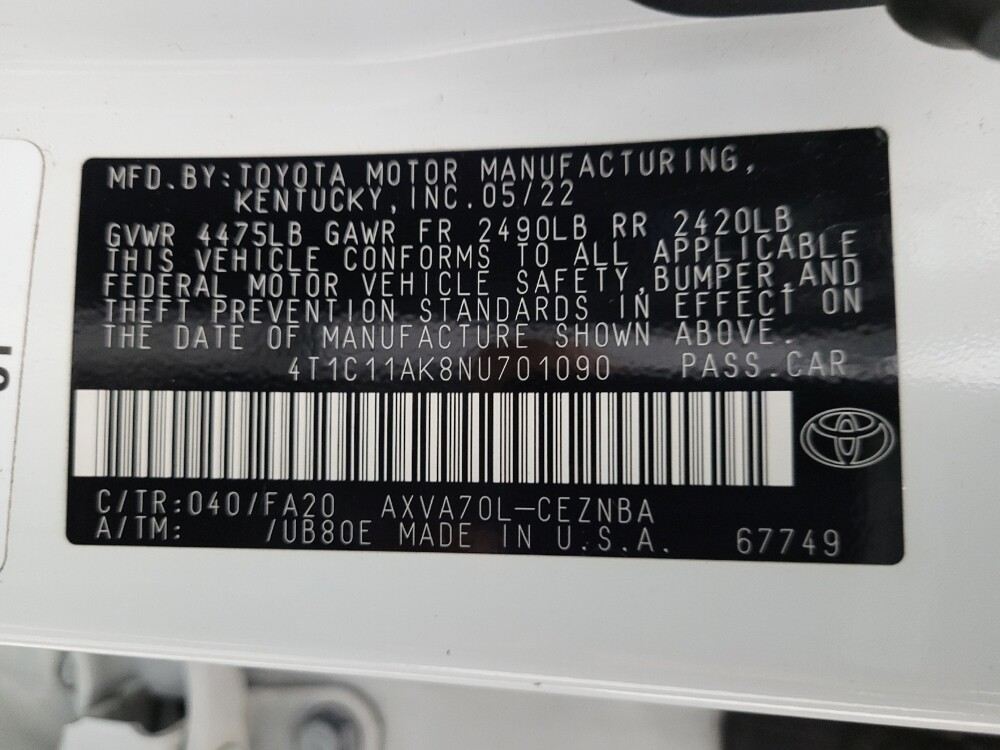 MFD.BY:TOYOTA MOTOR MANUFACTURING,
KENTUCKY,INC.05/22
GVWR 4475LB GAWR FR 2490LB RR 2420LB
THIS VEHICLE CONFORMS TO ALL APPLICABLE
FEDERAL MOTOR VEHICLE SAFETY,BUMPER,AND
THEFT PREVENTION STANDARDS IN EFFECT ON
THE DATE OF MANUFACTURE SHOWN ABOVE.
4T1C11AK8NU701090 PASS.CAR
C/TR:040/FA20 AXVA70L-CEZNBA
A/TM: /UB80E MADE IN U.S.A. 67749